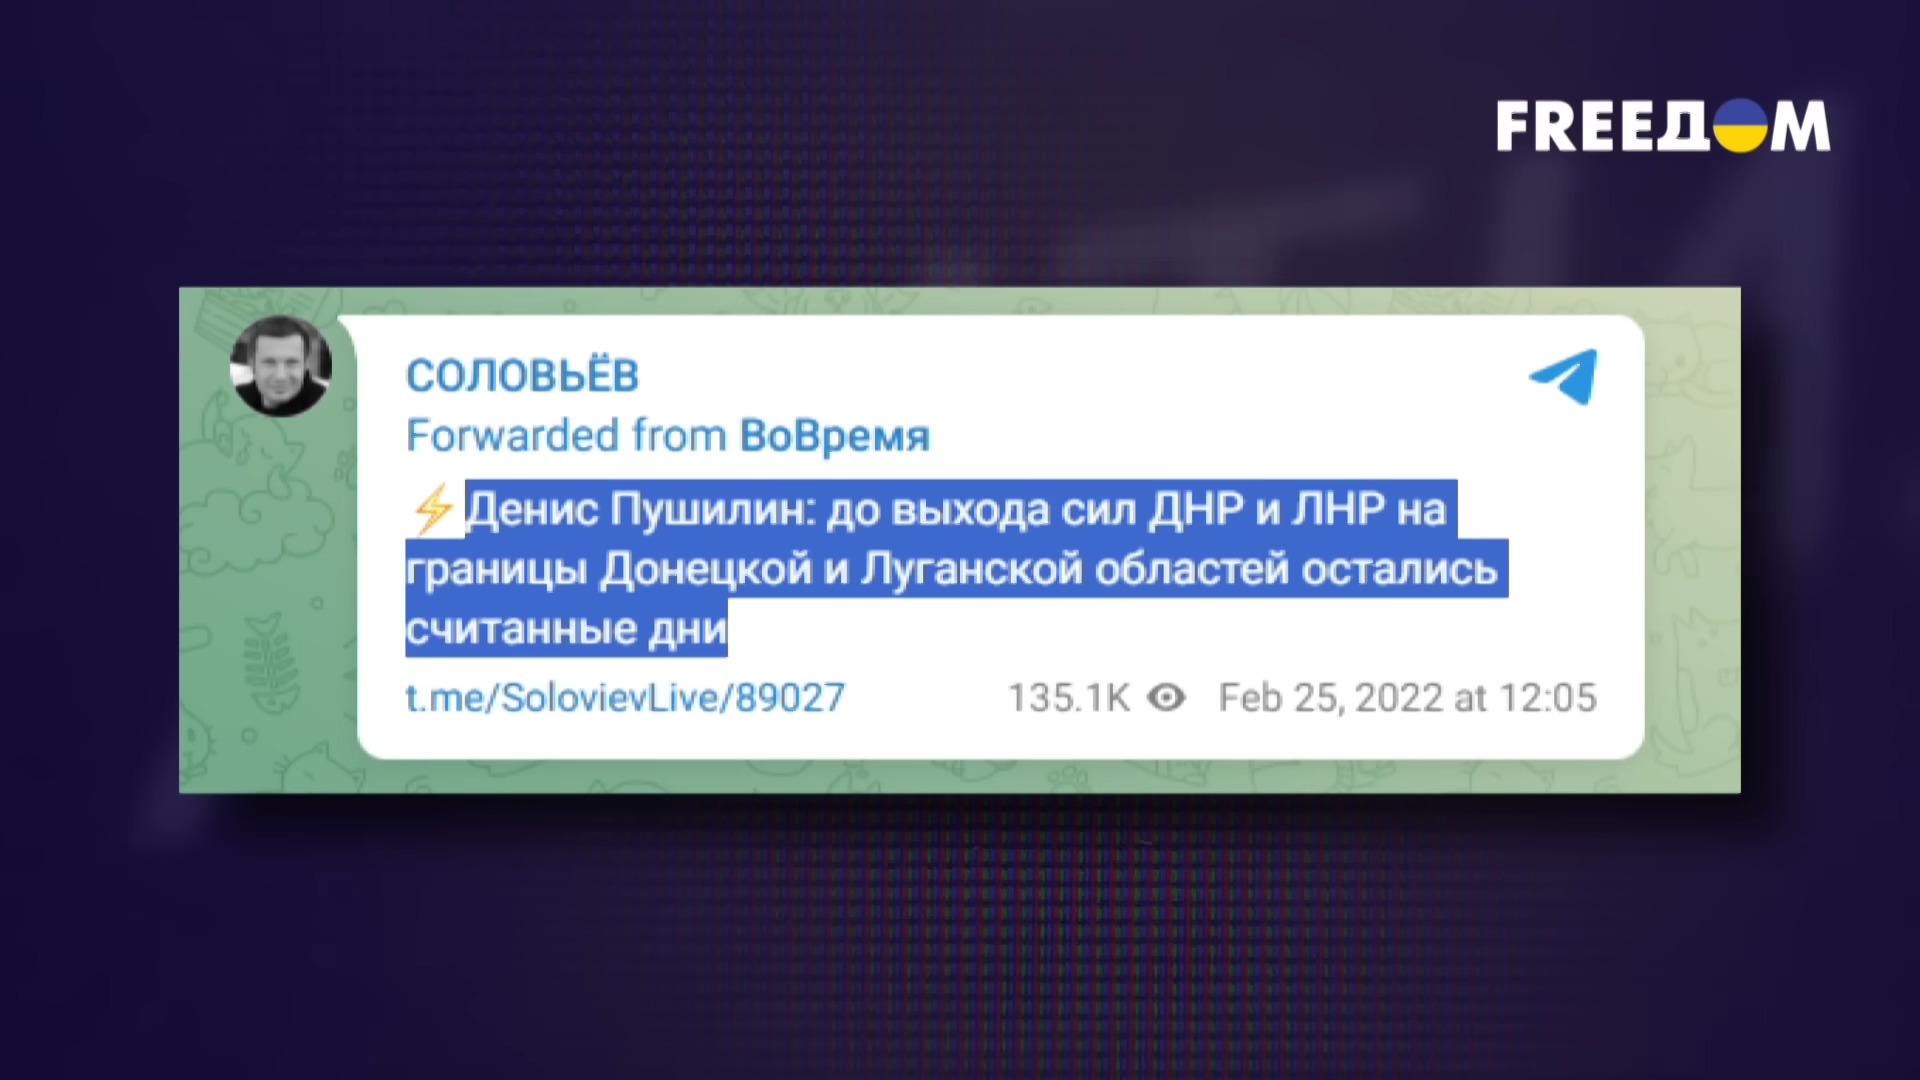 FREEДОМ
СОЛОВЬЁВ
Forwarded from ВоВремя
⚡Денис Пушилин: до выхода сил ДНР и ЛНР на
границы Донецкой и Луганской областей остались
считанные дни
t.me/SolovievLive/89027 135.1K Feb 25, 2022 at 12:05